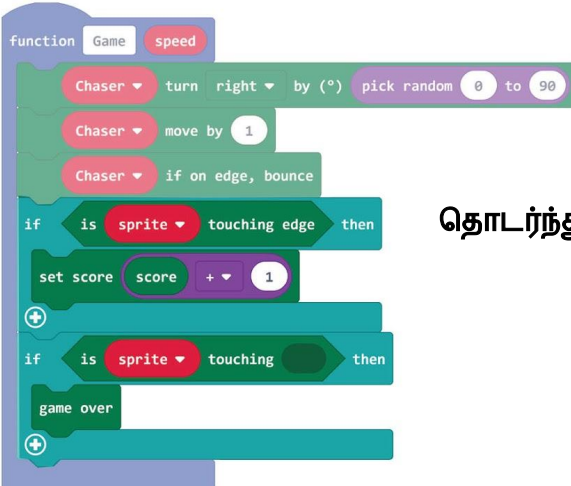 function Game speed
Chaser turn right by (°) pick random 0 to 90
Chaser move by 1
Chaser if on edge, bounce
if is sprite touching edge then
set score score + 1
if is sprite touching then
game over